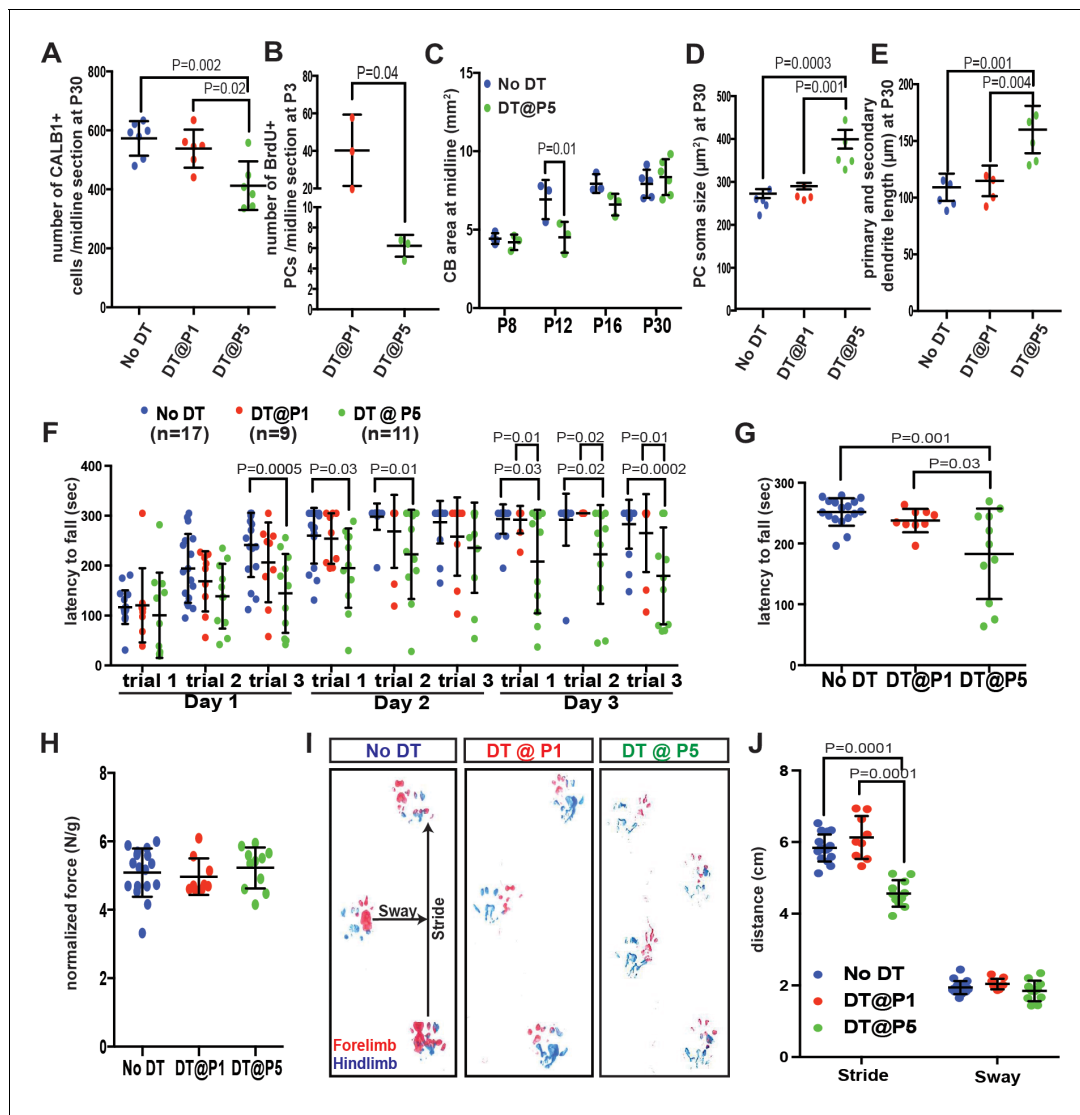 A
P=0.002
P=0.02
number of CALB1+
cells /midline section at P30
800
600
400
200
0
No DT
DT@P1
DT@P5
B
P=0.04
number of BrdU+
PCs /midline section at P3
80
60
40
20
0
3
6
4
2
0
DT@P1
DT@P5
C
No DT
DT@P5
P=0.01
CB area at midline (mm²)
15
10
5
0
P8
P12
P16
P30
D
P=0.0003
P=0.001
PC soma size (µm²) at P30
500
400
300
200
100
0
No DT
DT@P1
DT@P5
E
P=0.001
P=0.004
primary and secondary
dendrite length (µm) at P30
200
150
100
50
0
No DT
DT@P1
DT@P5
No DT
(n=17)
DT@P1
(n=9)
DT @ P5
(n=11)
F
P=0.0005
P=0.03
P=0.01
P=0.01
P=0.03
P=0.02
P=0.02
P=0.01
P=0.0002
latency to fall (sec)
400
300
200
100
0
trial 1
trial 2
trial 3
trial 1
trial 2
trial 3
trial 1
trial 2
trial 3
Day 1
Day 2
Day 3
G
P=0.001
P=0.03
latency to fall (sec)
300
200
100
0
No DT
DT@P1
DT@P5
H
normalized force (N/g)
8
6
4
2
0
No DT
DT@P1
DT@P5
I
No DT
DT @ P1
DT @ P5
Sway
Stride
Forelimb
Hindlimb
J
P=0.0001
P=0.0001
distance (cm)
8
6
4
2
0
No DT
DT@P1
DT@P5
Stride
Sway